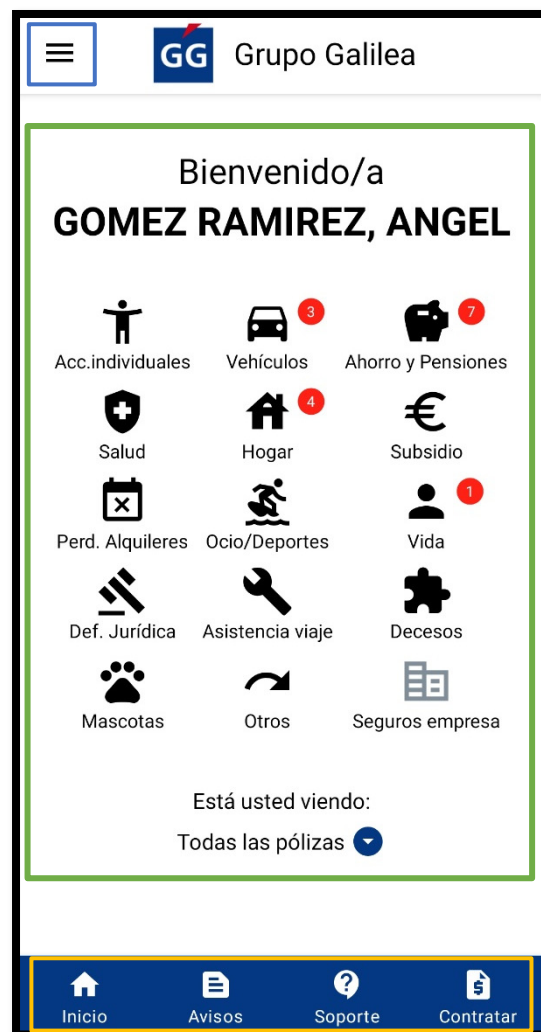 GG Grupo Galilea
Bienvenido/a
GOMEZ RAMIREZ, ANGEL
3 7
Acc.individuales Vehículos Ahorro y Pensiones
4
Salud Hogar Subsidio
1
Perd. Alquileres Ocio/Deportes Vida
Def. Jurídica Asistencia viaje Decesos
Mascotas Otros Seguros empresa
Está usted viendo:
Todas las pólizas
Inicio Avisos Soporte Contratar